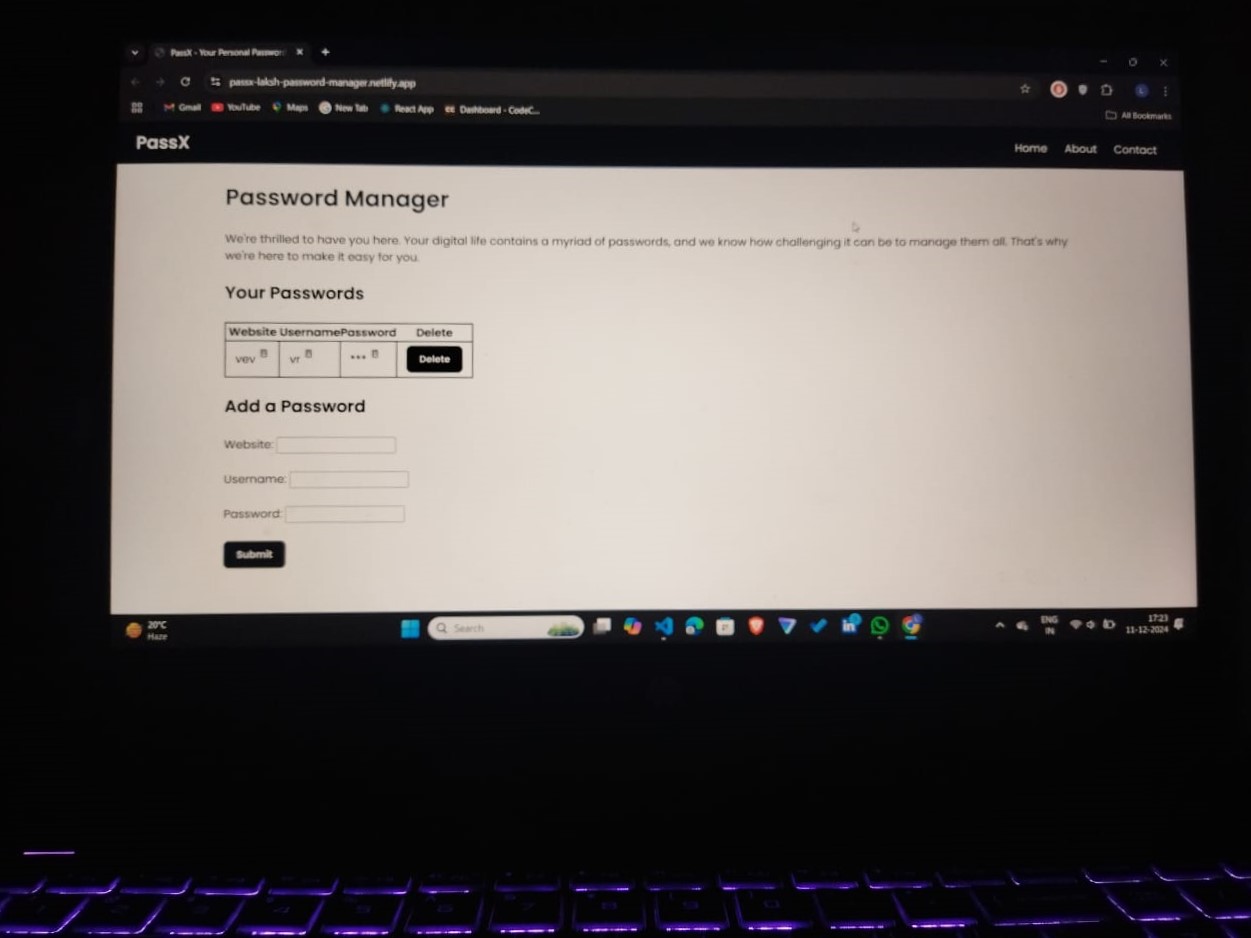 PassX - Your Personal Passwor
passx-laksh-password-manager.netlify.app
Gmail YouTube Maps New Tab React App Dashboard - CodeC...
All Bookmarks
PassX
Home About Contact
Password Manager
We're thrilled to have you here. Your digital life contains a myriad of passwords, and we know how challenging it can be to manage them all. That's why
we're here to make it easy for you.
Your Passwords
Website Username Password Delete
vev vr *** Delete
Add a Password
Website:
Username:
Password:
Submit
20°C
Haze
Search
ENG
IN
17:23
11-12-2024